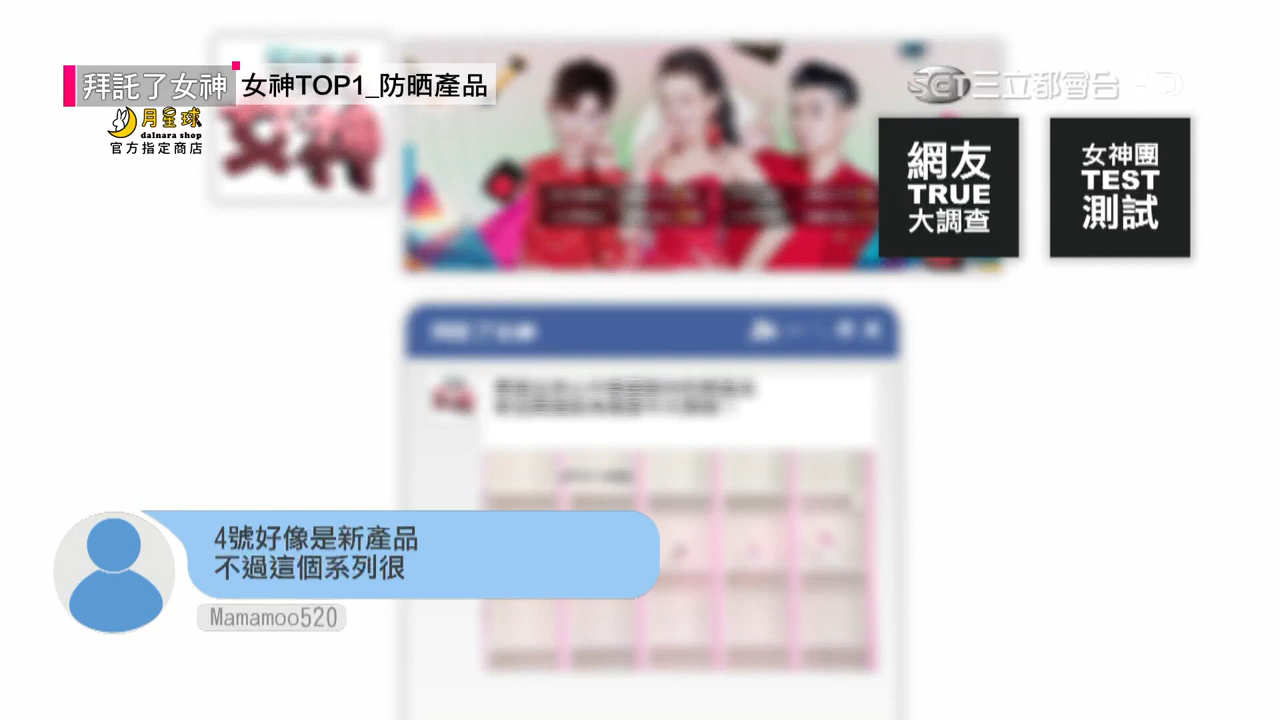 拜託了女神
女神TOP1_防晒產品
月星球
dalnara shop
官方指定商店
SET三立都會台 HD
網友
TRUE
大調查
女神團
TEST
測試
4號好像是新產品
不過這個系列很
Mamamoo520